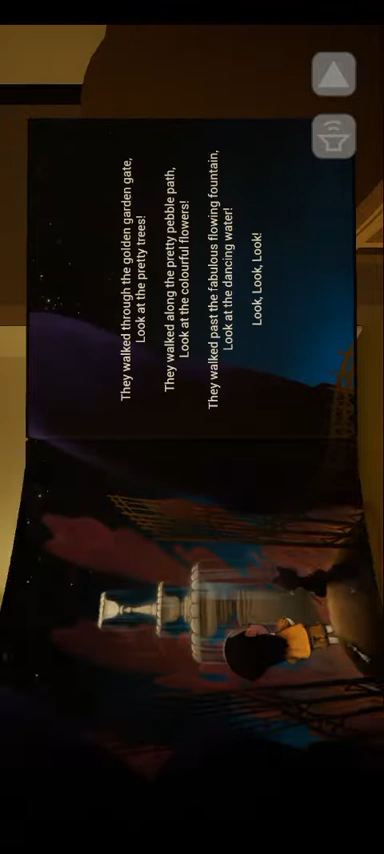 They walked through the golden garden gate,
Look at the pretty trees!
They walked along the pretty pebble path,
Look at the colourful flowers!
They walked past the fabulous flowing fountain,
Look at the dancing water!
Look, Look, Look!